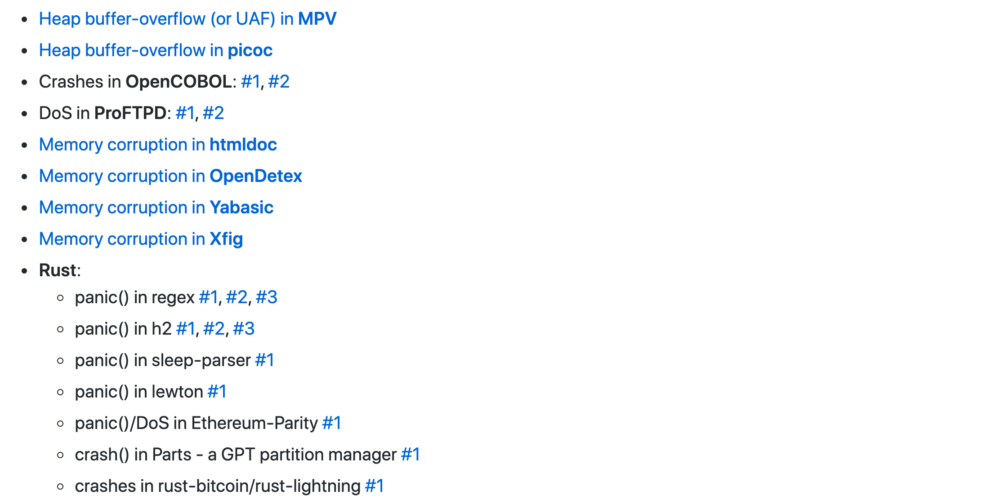 Heap buffer-overflow (or UAF) in MPV
Heap buffer-overflow in picoc
Crashes in OpenCOBOL: #1, #2
DoS in ProFTPD: #1, #2
Memory corruption in htmldoc
Memory corruption in OpenDetex
Memory corruption in Yabasic
Memory corruption in Xfig
Rust:
panic() in regex #1, #2, #3
panic() in h2 #1, #2, #3
panic() in sleep-parser #1
panic() in lewton #1
panic()/DoS in Ethereum-Parity #1
crash() in Parts - a GPT partition manager #1
crashes in rust-bitcoin/rust-lightning #1